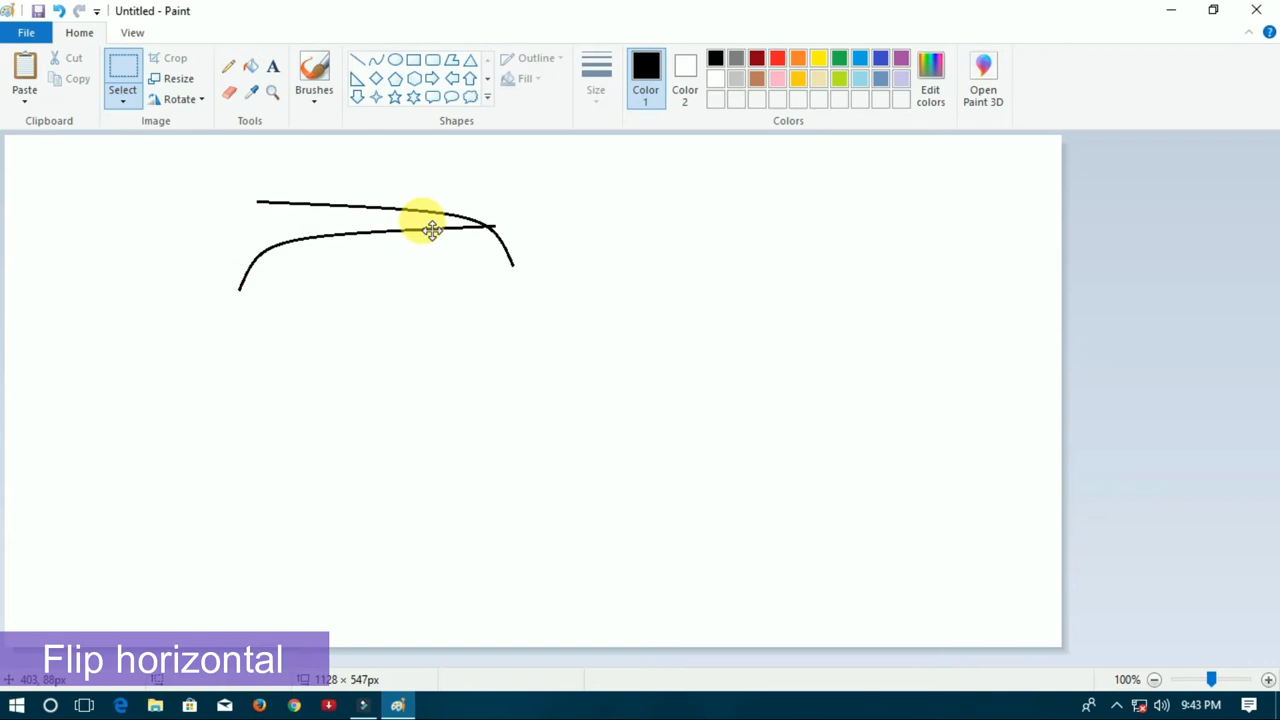 Untitled - Paint
File Home View
Paste
Cut
Copy
Clipboard
Select
Crop
Resize
Rotate
Image
A
Tools
Brushes
Outline
Fill
Shapes
Size
Color 1
Color 2
Edit colors
Open Paint 3D
Colors
Flip horizontal
403, 88px
1128 × 547px
100%
9:43 PM